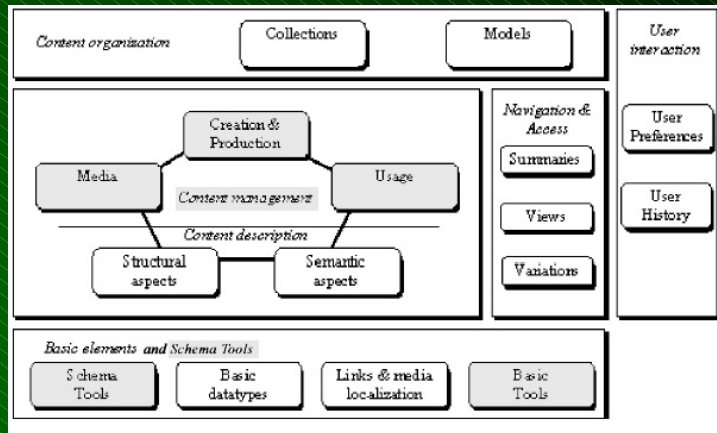 Content organization
Collections
Models
User
interaction
User
Preferences
User
History
Creation &
Production
Media
Usage
Content management
Content description
Structural
aspects
Semantic
aspects
Navigation &
Access
Summaries
Views
Variations
Basic elements and Schema Tools
Schema
Tools
Basic
datatypes
Links & media
localization
Basic
Tools